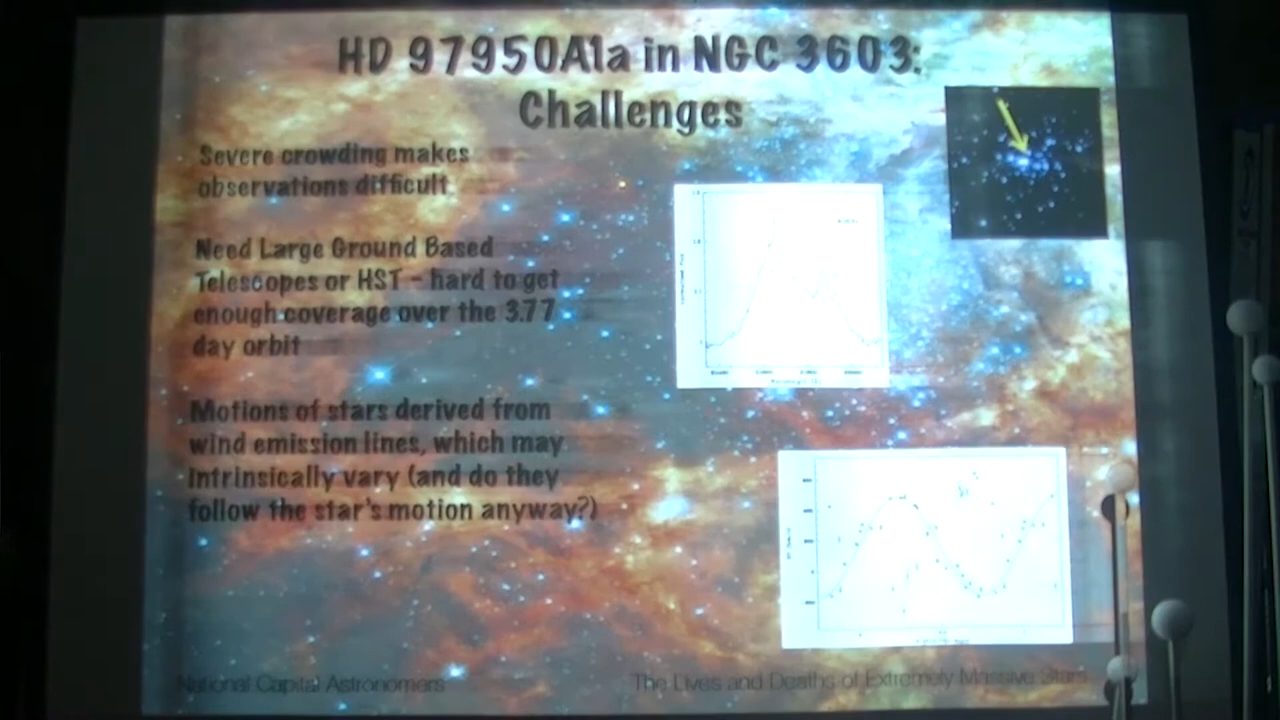 HD 97950A1a in NGC 3603:
Challenges
Severe crowding makes
observations difficult
Need Large Ground Based
Telescopes or HST - hard to get
enough coverage over the 3.77
day orbit
Motions of stars derived from
wind emission lines, which may
intrinsically vary (and do they
follow the star's motion anyway?)
National Capital Astronomers
The Lives and Deaths of Extremely Massive Stars